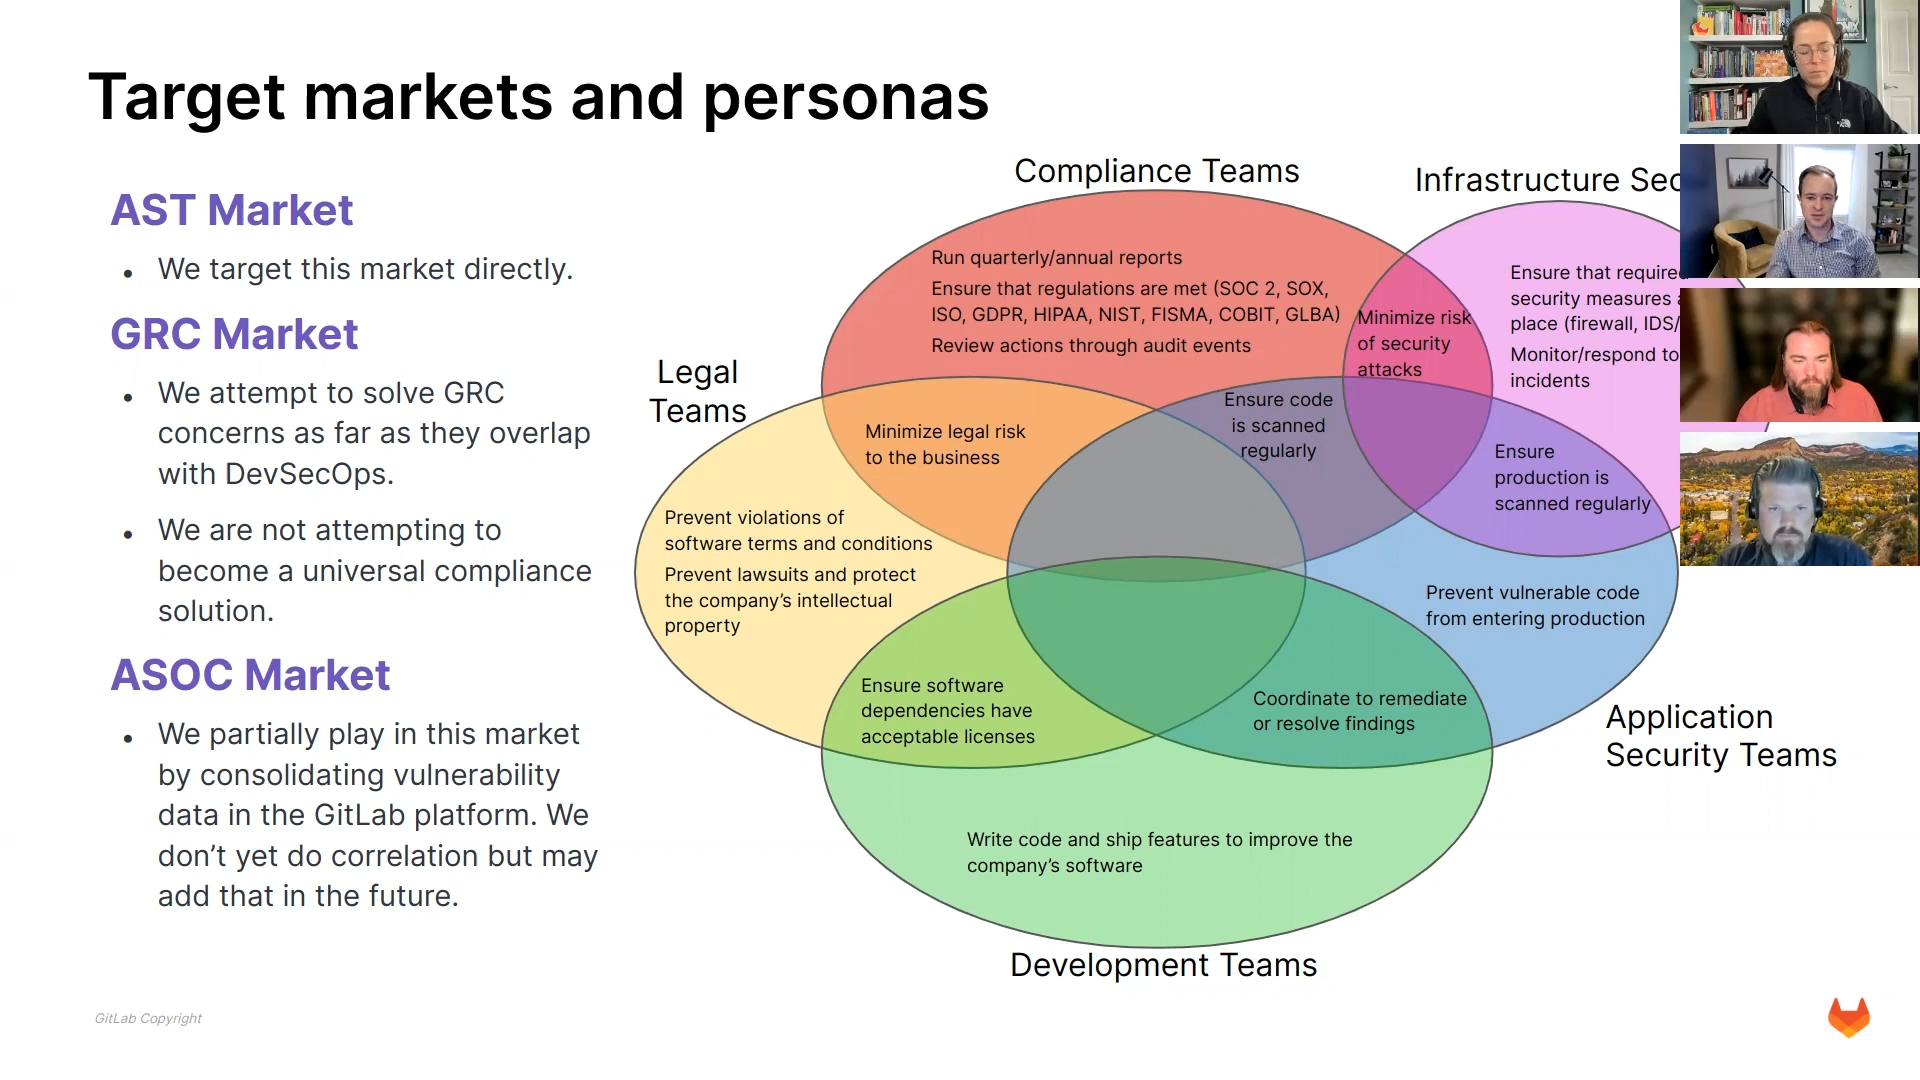 Target markets and personas
AST Market
• We target this market directly.
GRC Market
• We attempt to solve GRC
concerns as far as they overlap
with DevSecOps.
• We are not attempting to
become a universal compliance
solution.
ASOC Market
• We partially play in this market
by consolidating vulnerability
data in the GitLab platform. We
don’t yet do correlation but may
add that in the future.
Compliance Teams
Run quarterly/annual reports
Ensure that regulations are met (SOC 2, SOX,
ISO, GDPR, HIPAA, NIST, FISMA, COBIT, GLBA)
Review actions through audit events
Infrastructure
Ensure that required
security measures
place (firewall, IDS/
Monitor/respond to
incidents
Minimize risk
of security
attacks
Legal
Teams
Minimize legal risk
to the business
Ensure code
is scanned
regularly
Ensure
production is
scanned regularly
Prevent violations of
software terms and conditions
Prevent lawsuits and protect
the company’s intellectual
property
Prevent vulnerable code
from entering production
Ensure software
dependencies have
acceptable licenses
Coordinate to remediate
or resolve findings
Application
Security Teams
Write code and ship features to improve the
company’s software
Development Teams
GitLab Copyright